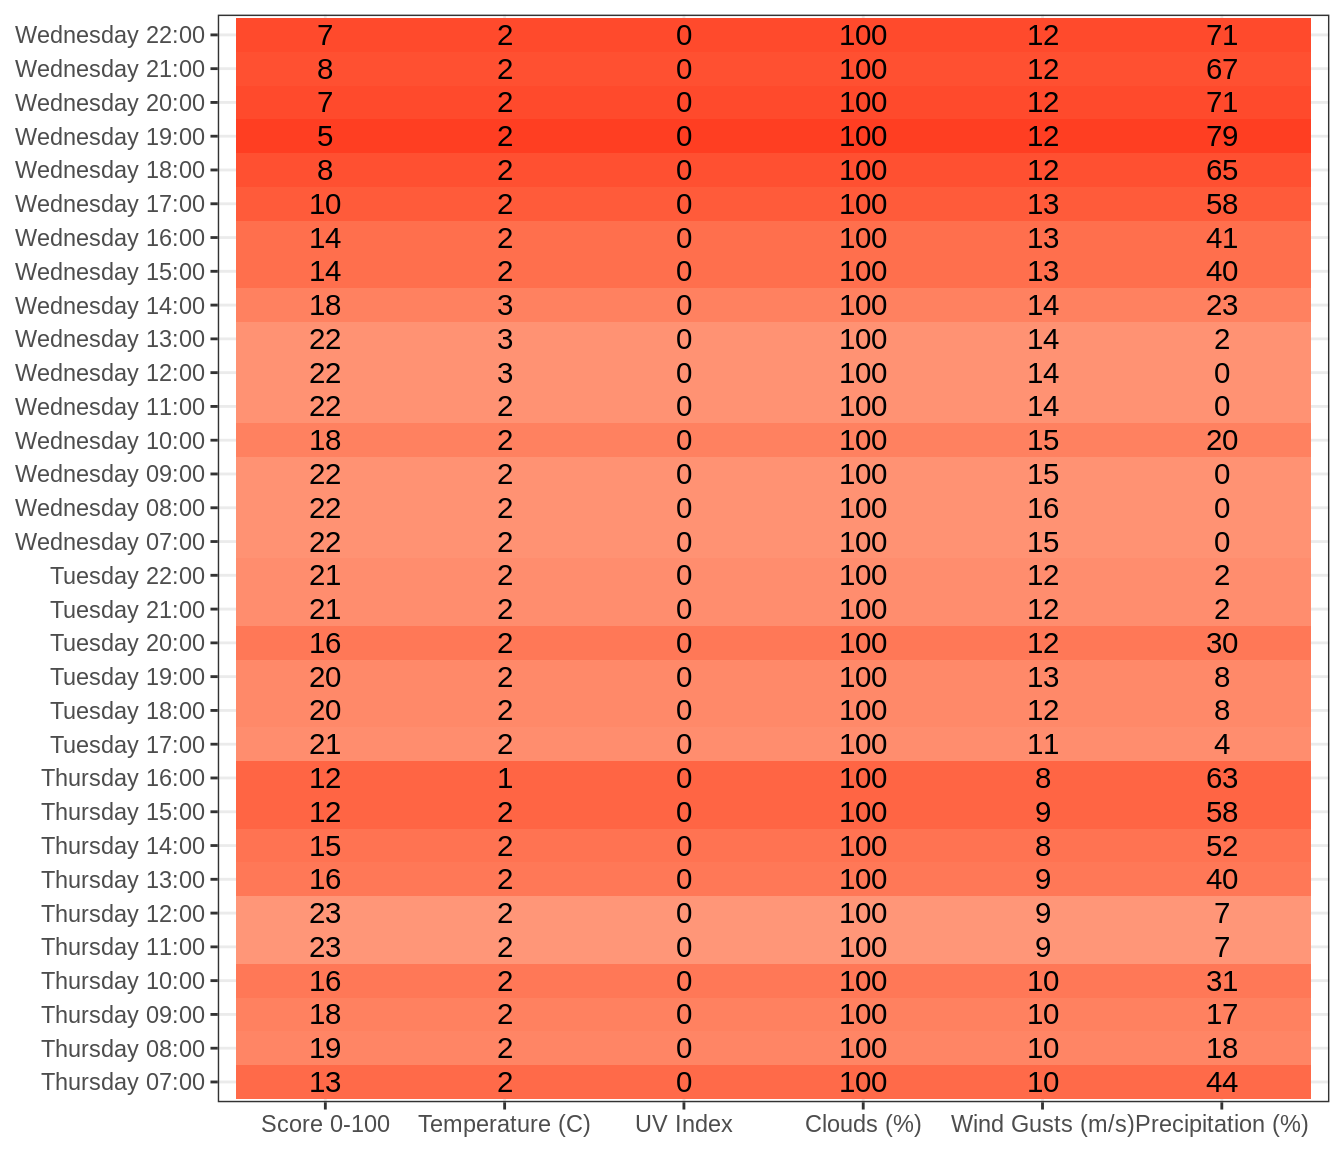 Wednesday 22:00 7 2 0 100 12 71
Wednesday 21:00 8 2 0 100 12 67
Wednesday 20:00 7 2 0 100 12 71
Wednesday 19:00 5 2 0 100 12 79
Wednesday 18:00 8 2 0 100 12 65
Wednesday 17:00 10 2 0 100 13 58
Wednesday 16:00 14 2 0 100 13 41
Wednesday 15:00 14 2 0 100 13 40
Wednesday 14:00 18 3 0 100 14 23
Wednesday 13:00 22 3 0 100 14 2
Wednesday 12:00 22 3 0 100 14 0
Wednesday 11:00 22 2 0 100 14 0
Wednesday 10:00 18 2 0 100 15 20
Wednesday 09:00 22 2 0 100 15 0
Wednesday 08:00 22 2 0 100 16 0
Wednesday 07:00 22 2 0 100 15 0
Tuesday 22:00 21 2 0 100 12 2
Tuesday 21:00 21 2 0 100 12 2
Tuesday 20:00 16 2 0 100 12 30
Tuesday 19:00 20 2 0 100 13 8
Tuesday 18:00 20 2 0 100 12 8
Tuesday 17:00 21 2 0 100 11 4
Thursday 16:00 12 1 0 100 8 63
Thursday 15:00 12 2 0 100 9 58
Thursday 14:00 15 2 0 100 8 52
Thursday 13:00 16 2 0 100 9 40
Thursday 12:00 23 2 0 100 9 7
Thursday 11:00 23 2 0 100 9 7
Thursday 10:00 16 2 0 100 10 31
Thursday 09:00 18 2 0 100 10 17
Thursday 08:00 19 2 0 100 10 18
Thursday 07:00 13 2 0 100 10 44
Score 0-100 Temperature (C) UV Index Clouds (%) Wind Gusts (m/s) Precipitation (%)